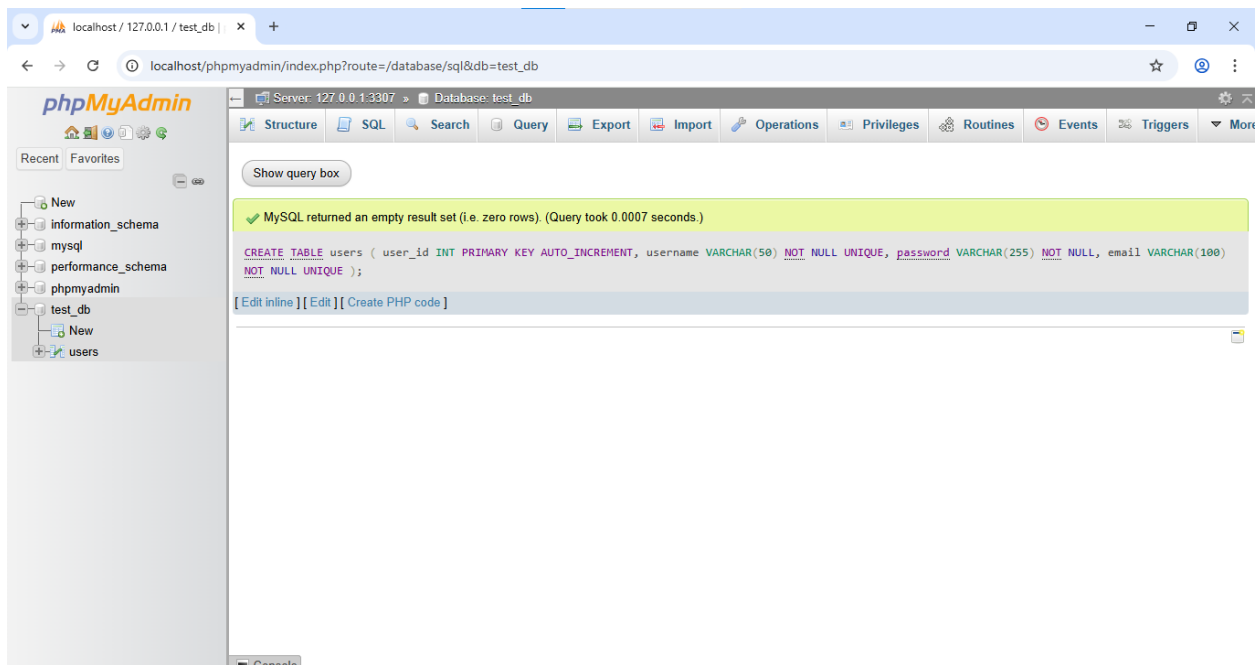 localhost / 127.0.0.1 / test_db |
localhost/phpmyadmin/index.php?route=/database/sql&db=test_db
phpMyAdmin
Recent Favorites
New
information_schema
mysql
performance_schema
phpmyadmin
test_db
New
users
Server: 127.0.0.1:3307 » Database: test_db
Structure SQL Search Query Export Import Operations Privileges Routines Events Triggers More
Show query box
MySQL returned an empty result set (i.e. zero rows). (Query took 0.0007 seconds.)
CREATE TABLE users ( user_id INT PRIMARY KEY AUTO_INCREMENT, username VARCHAR(50) NOT NULL UNIQUE, password VARCHAR(255) NOT NULL, email VARCHAR(100)
NOT NULL UNIQUE );
[ Edit inline ] [ Edit ] [ Create PHP code ]
Console